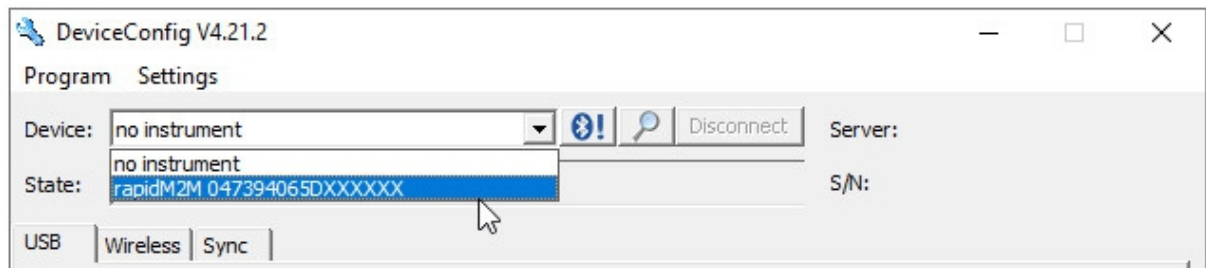 DeviceConfig V4.21.2
Program Settings
Device: no instrument Disconnect Server:
no instrument
State: rapidM2M 047394065DXXXXXX S/N:
USB Wireless Sync